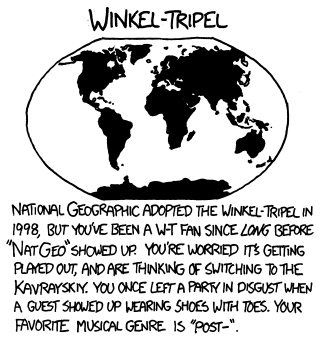 WINKEL-TRIPEL
NATIONAL GEOGRAPHIC ADOPTED THE WINKEL-TRIPEL IN
1998, BUT YOU'VE BEEN A W-T FAN SINCE LONG BEFORE
"NAT GEO" SHOWED UP. YOU'RE WORRIED IT'S GETTING
PLAYED OUT, AND ARE THINKING OF SWITCHING TO THE
KAVRAYSKIY. YOU ONCE LEFT A PARTY IN DISGUST WHEN
A GUEST SHOWED UP WEARING SHOES WITH TOES. YOUR
FAVORITE MUSICAL GENRE IS "POST-".